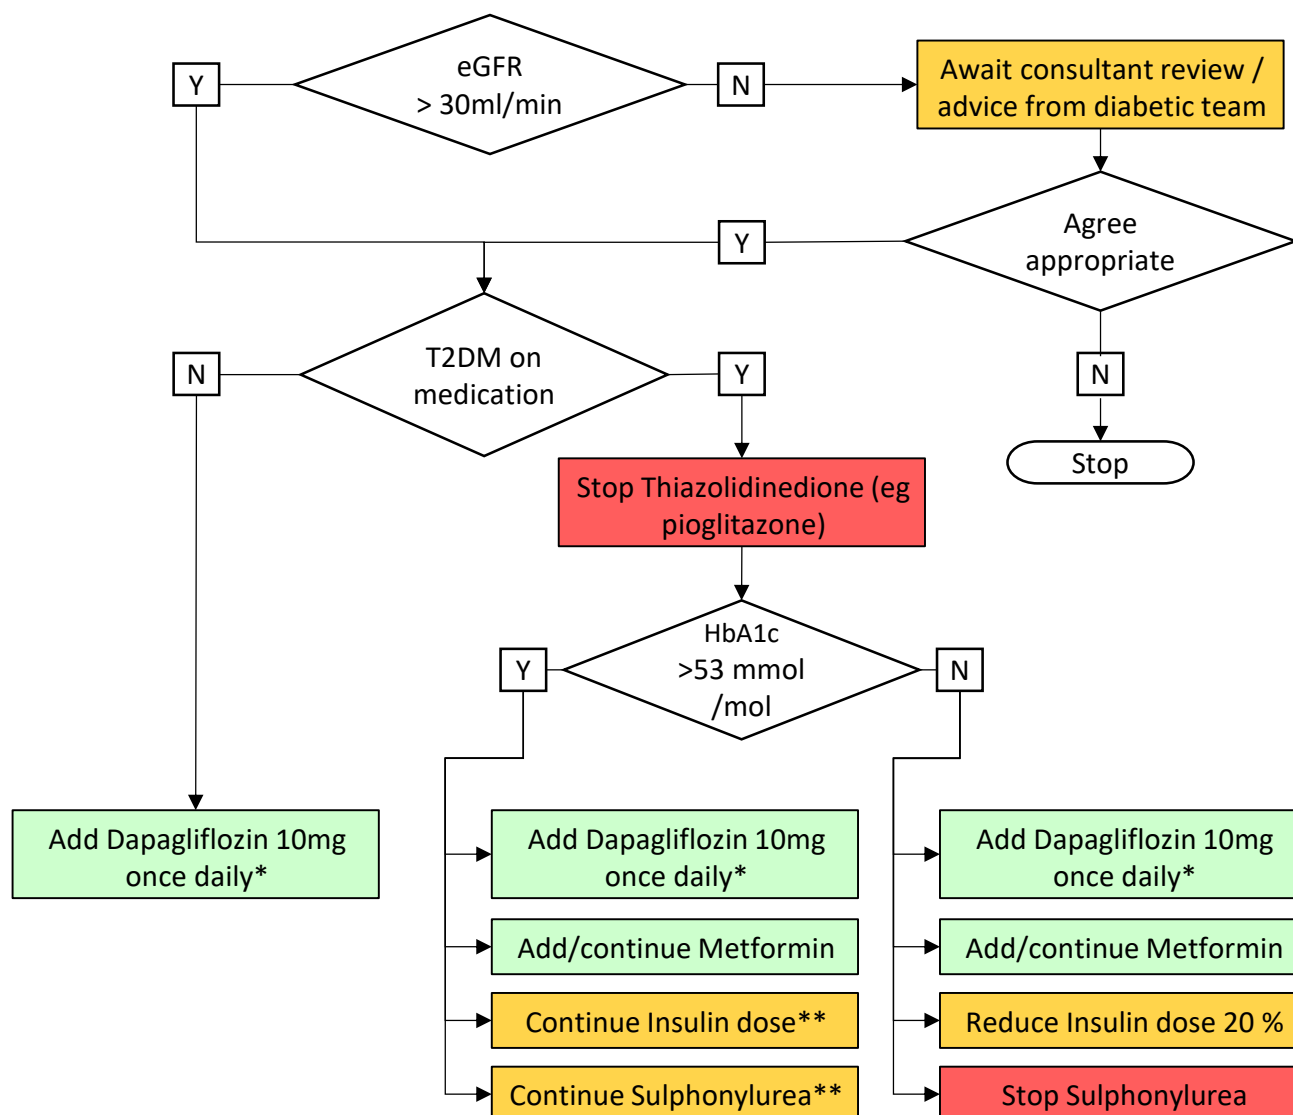 eGFR
> 30ml/min
Y
N
Await consultant review /
advice from diabetic team
Agree
appropriate
Y
N
Stop
T2DM on
medication
N
Y
Stop Thiazolidinedione (eg
pioglitazone)
HbA1c
>53 mmol
/mol
Y
N
Add Dapagliflozin 10mg
once daily*
Add Dapagliflozin 10mg
once daily*
Add/continue Metformin
Continue Insulin dose**
Continue Sulphonylurea**
Add Dapagliflozin 10mg
once daily*
Add/continue Metformin
Reduce Insulin dose 20 %
Stop Sulphonylurea